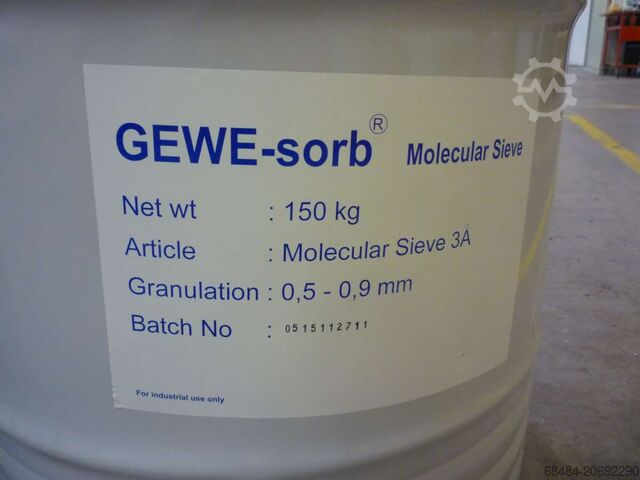 GEWE-sorb® Molecular Sieve
Net wt : 150 kg
Article : Molecular Sieve 3Å
Granulation : 0,5 - 0,9 mm
Batch No : 0515112711
For industrial use only
68484-20692290